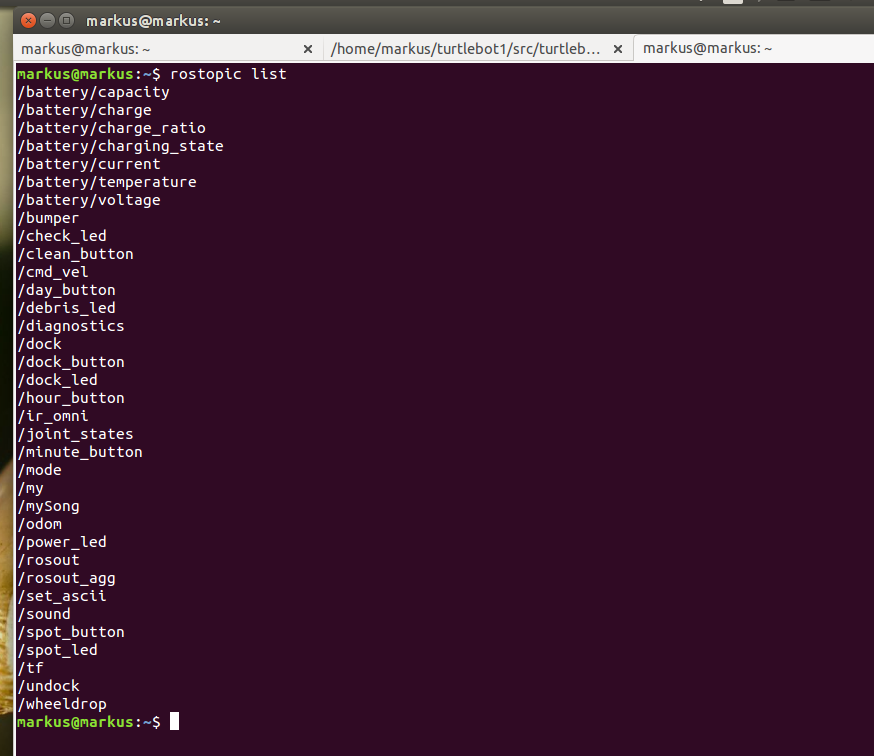 markus@markus: ~
markus@markus: ~ × /home/markus/turtlebot1/src/turtleb... × markus@markus: ~
markus@markus:~$ rostopic list
/battery/capacity
/battery/charge
/battery/charge_ratio
/battery/charging_state
/battery/current
/battery/temperature
/battery/voltage
/bumper
/check_led
/clean_button
/cmd_vel
/day_button
/debris_led
/diagnostics
/dock
/dock_button
/dock_led
/hour_button
/ir_omni
/joint_states
/minute_button
/mode
/my
/mySong
/odom
/power_led
/rosout
/rosout_agg
/set_ascii
/sound
/spot_button
/spot_led
/tf
/undock
/wheeldrop
markus@markus:~$